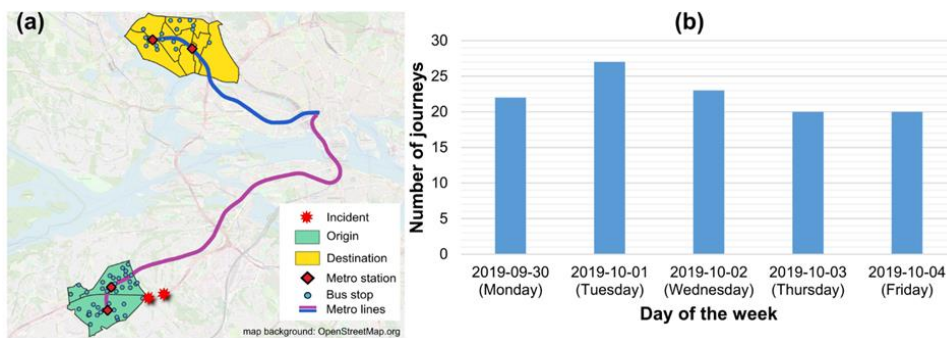 (a)
Incident
Origin
Destination
Metro station
Bus stop
Metro lines
map background: OpenStreetMap.org
(b)
Number of journeys
30
25
20
15
10
5
0
2019-09-30 2019-10-01 2019-10-02 2019-10-03 2019-10-04
(Monday) (Tuesday) (Wednesday) (Thursday) (Friday)
Day of the week